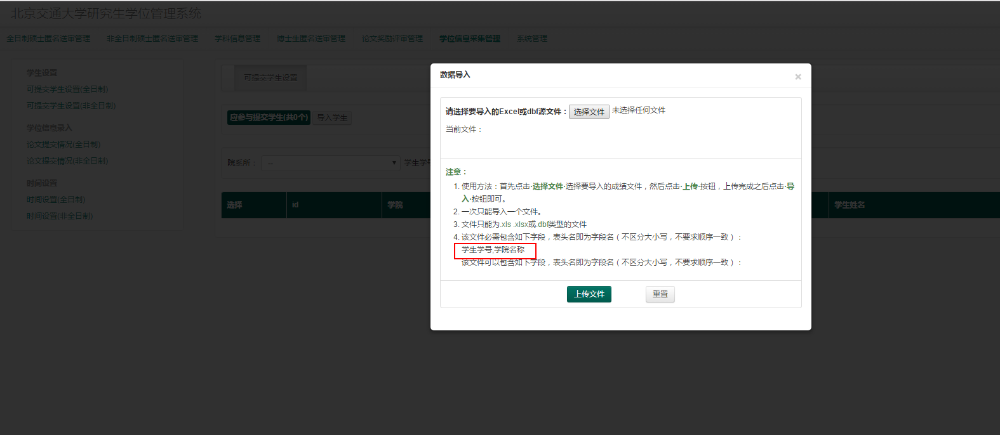 北京交通大学研究生学位管理系统
全日制硕士匿名送审管理 非全日制硕士匿名送审管理 学科信息管理 博士生匿名送审管理 论文奖励评审管理 学位信息采集管理 系统管理
学生设置
可提交学生设置(全日制)
可提交学生设置(非全日制)
学位信息录入
论文提交情况(全日制)
论文提交情况(非全日制)
时间设置
时间设置(全日制)
时间设置(非全日制)
可提交学生设置
应参与提交学生(共0个) 导入学生
院系所： -- 学生学号
选择 id 学院 学生姓名
数据导入 ×
请选择要导入的Excel或dbf源文件： 选择文件 未选择任何文件
当前文件：
注意：
1. 使用方法：首先点击·选择文件·选择要导入的成绩文件，然后点击·上传·按钮，上传完成之后点击·导
入·按钮即可。
2. 一次只能导入一个文件。
3. 文件只能为.xls .xlsx或.dbf类型的文件
4. 该文件必需包含如下字段，表头名即为字段名（不区分大小写，不要求顺序一致）：
学生学号,学院名称
该文件可以包含如下字段，表头名即为字段名（不区分大小写，不要求顺序一致）：
上传文件 重置